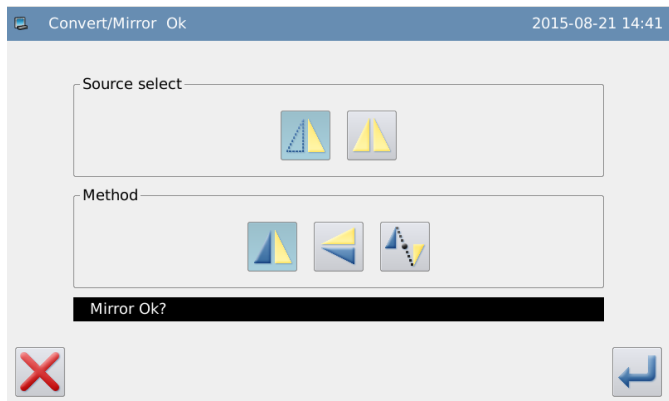 Convert/Mirror Ok 2015-08-21 14:41
Source select
Method
Mirror Ok?